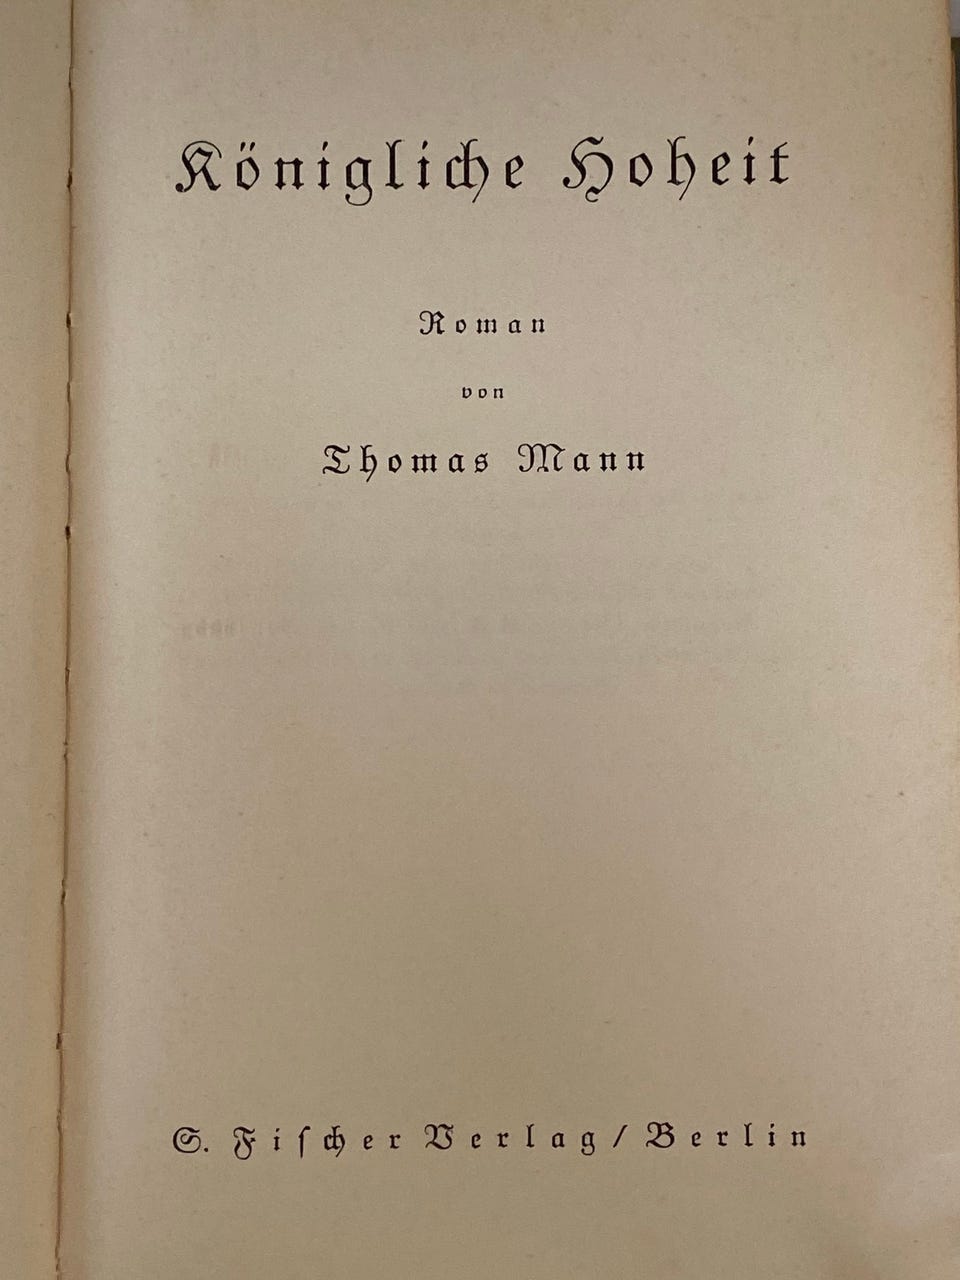 Königliche Hoheit
Roman
von
Thomas Mann
S. Fiſcher Verlag / Berlin